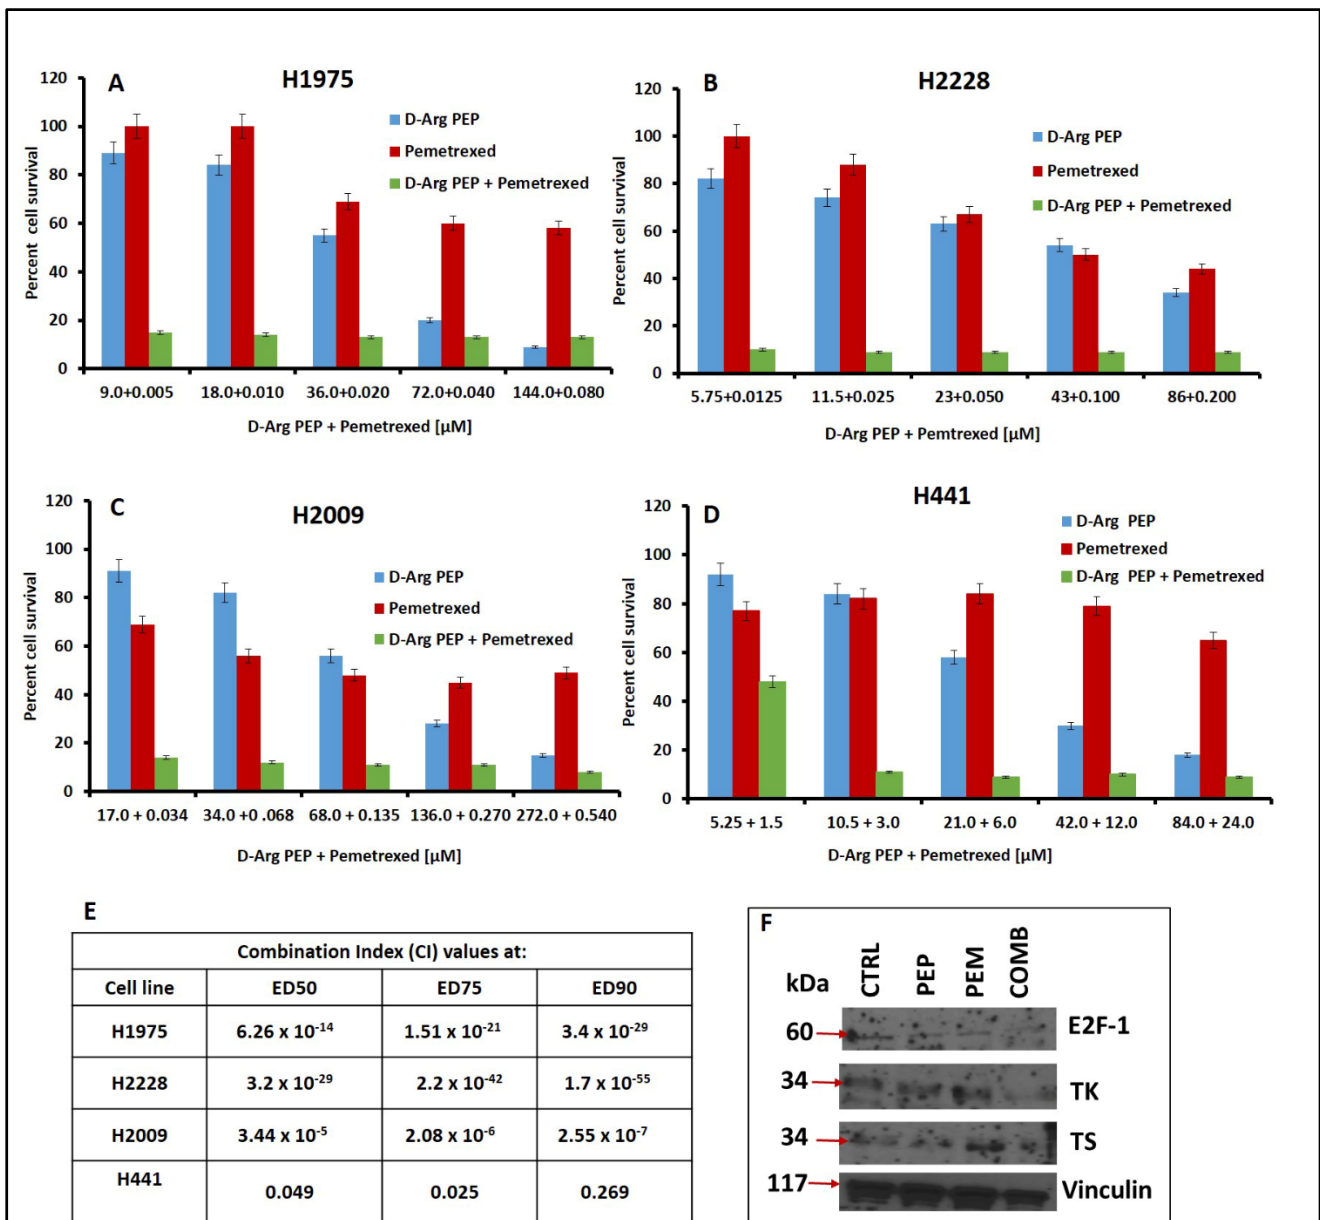 A
H1975
120
100
80
60
40
20
0
Percent cell survival
D-Arg PEP
Pemetrexed
D-Arg PEP + Pemetrexed
9.0+0.005 18.0+0.010 36.0+0.020 72.0+0.040 144.0+0.080
D-Arg PEP + Pemetrexed [µM]
B
H2228
120
100
80
60
40
20
0
Percent cell survival
D-Arg PEP
Pemetrexed
D-Arg PEP + Pemetrexed
5.75+0.0125 11.5+0.025 23+0.050 43+0.100 86+0.200
D-Arg PEP + Pemtrexed [µM]
C
H2009
120
100
80
60
40
20
0
Percent cell survival
D-Arg PEP
Pemetrexed
D-Arg PEP + Pemetrexed
17.0 + 0.034 34.0 +0 .068 68.0 + 0.135 136.0 + 0.270 272.0 + 0.540
D-Arg PEP + Pemetrexed [µM]
D
H441
120
100
80
60
40
20
0
Percent cell survival
D-Arg PEP
Pemetrexed
D-Arg PEP + Pemetrexed
5.25 + 1.5 10.5 + 3.0 21.0 + 6.0 42.0 + 12.0 84.0 + 24.0
D-Arg PEP + Pemetrexed [µM]
E
Combination Index (CI) values at:
Cell line ED50 ED75 ED90
H1975 6.26 x 10⁻¹⁴ 1.51 x 10⁻²¹ 3.4 x 10⁻²⁹
H2228 3.2 x 10⁻²⁹ 2.2 x 10⁻⁴² 1.7 x 10⁻⁵⁵
H2009 3.44 x 10⁻⁵ 2.08 x 10⁻⁶ 2.55 x 10⁻⁷
H441 0.049 0.025 0.269
F
kDa CTRL PEP PEM COMB
60 E2F-1
34 TK
34 TS
117 Vinculin